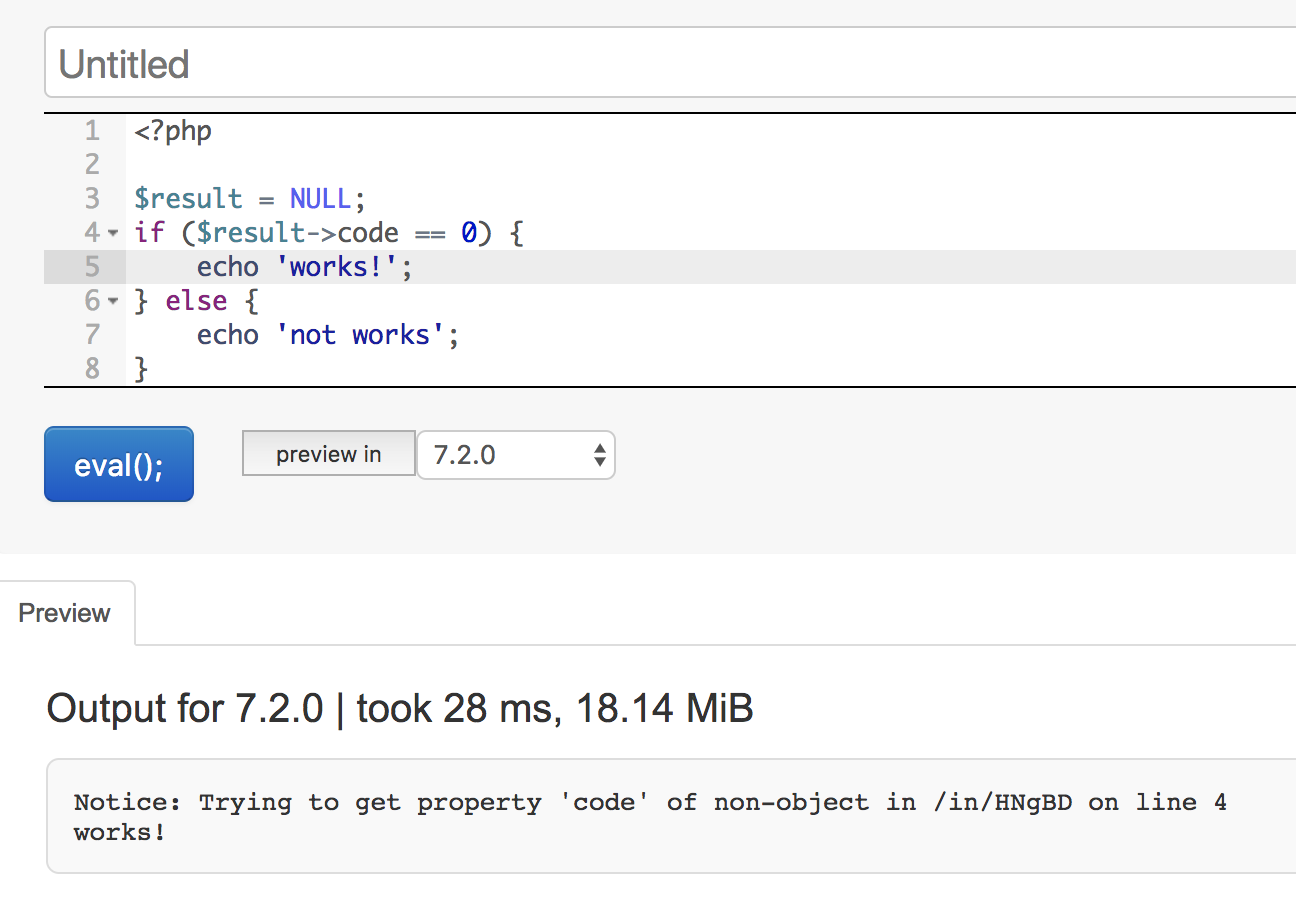 Untitled
1 <?php
2
3 $result = NULL;
4 if ($result->code == 0) {
5     echo 'works!';
6 } else {
7     echo 'not works';
8 }
eval(); preview in 7.2.0
Preview
Output for 7.2.0 | took 28 ms, 18.14 MiB
Notice: Trying to get property 'code' of non-object in /in/HNgBD on line 4
works!